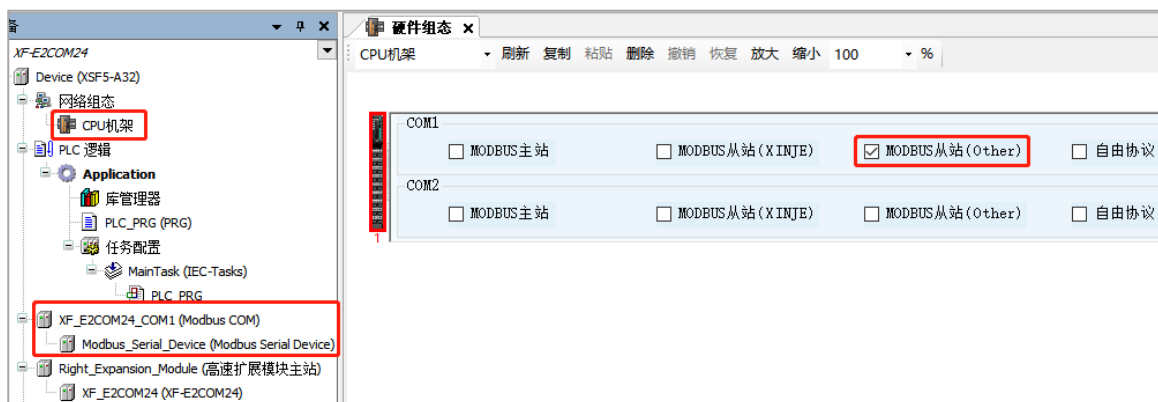 备
XF-E2COM24
Device (XSF5-A32)
网络组态
CPU机架
PLC 逻辑
Application
库管理器
PLC_PRG (PRG)
任务配置
MainTask (IEC-Tasks)
PLC_PRG
XF_E2COM24_COM1 (Modbus COM)
Modbus_Serial_Device (Modbus Serial Device)
Right_Expansion_Module (高速扩展模块主站)
XF_E2COM24 (XF-E2COM24)
硬件组态
CPU机架 刷新 复制 粘贴 删除 撤销 恢复 放大 缩小 100 %
COM1
MODBUS主站 MODBUS从站(XINJE) MODBUS从站(Other) 自由协议
COM2
MODBUS主站 MODBUS从站(XINJE) MODBUS从站(Other) 自由协议
1